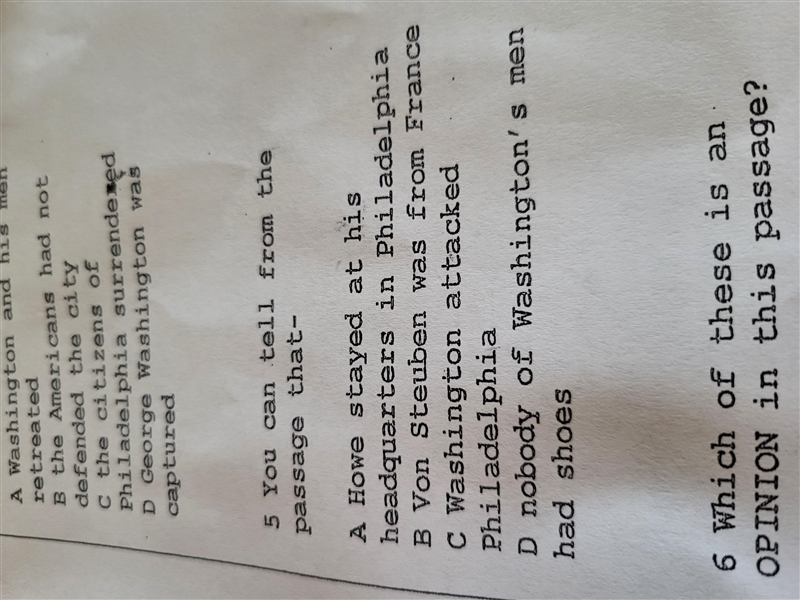 A Washington and his men
retreated
B the Americans had not
defended the city
C the citizens of
Philadelphia surrendered
D George Washington was
captured
5 You can tell from the
passage that-
A Howe stayed at his
headquarters in Philadelphia
B Von Steuben was from France
C Washington attacked
Philadelphia
D nobody of Washington's men
had shoes
6 Which of these is an
OPINION in this passage?